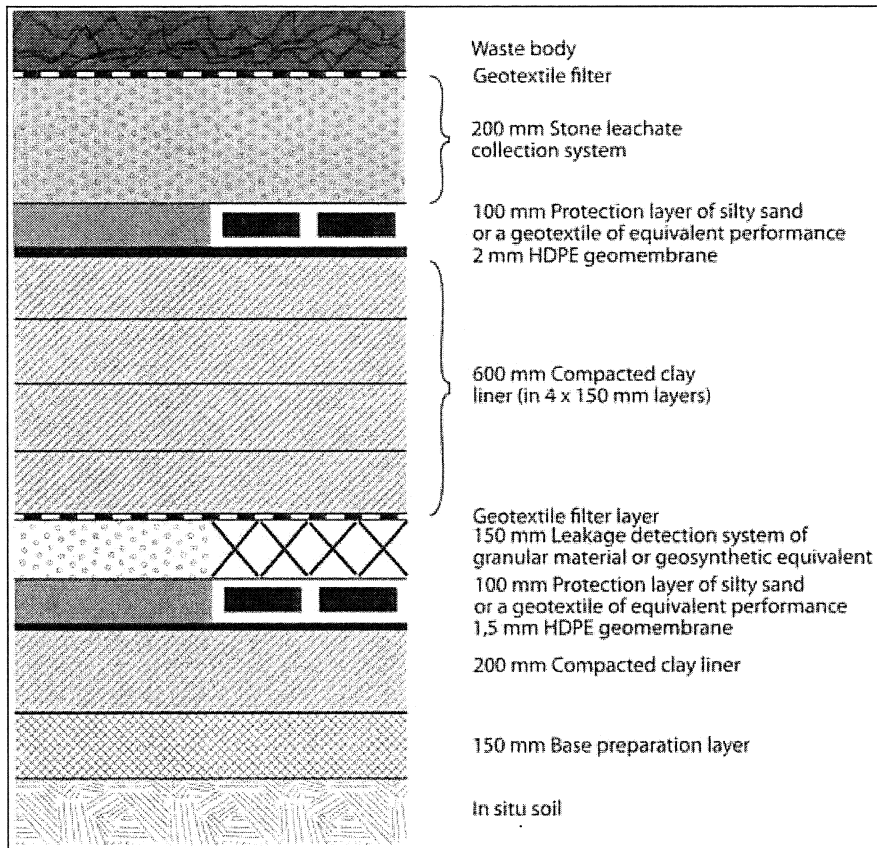 Waste body
Geotextile filter
200 mm Stone leachate
collection system
100 mm Protection layer of silty sand
or a geotextile of equivalent performance
2 mm HDPE geomembrane
600 mm Compacted clay
liner (in 4 x 150 mm layers)
Geotextile filter layer
150 mm Leakage detection system of
granular material or geosynthetic equivalent
100 mm Protection layer of silty sand
or a geotextile of equivalent performance
1,5 mm HDPE geomembrane
200 mm Compacted clay liner
150 mm Base preparation layer
In situ soil